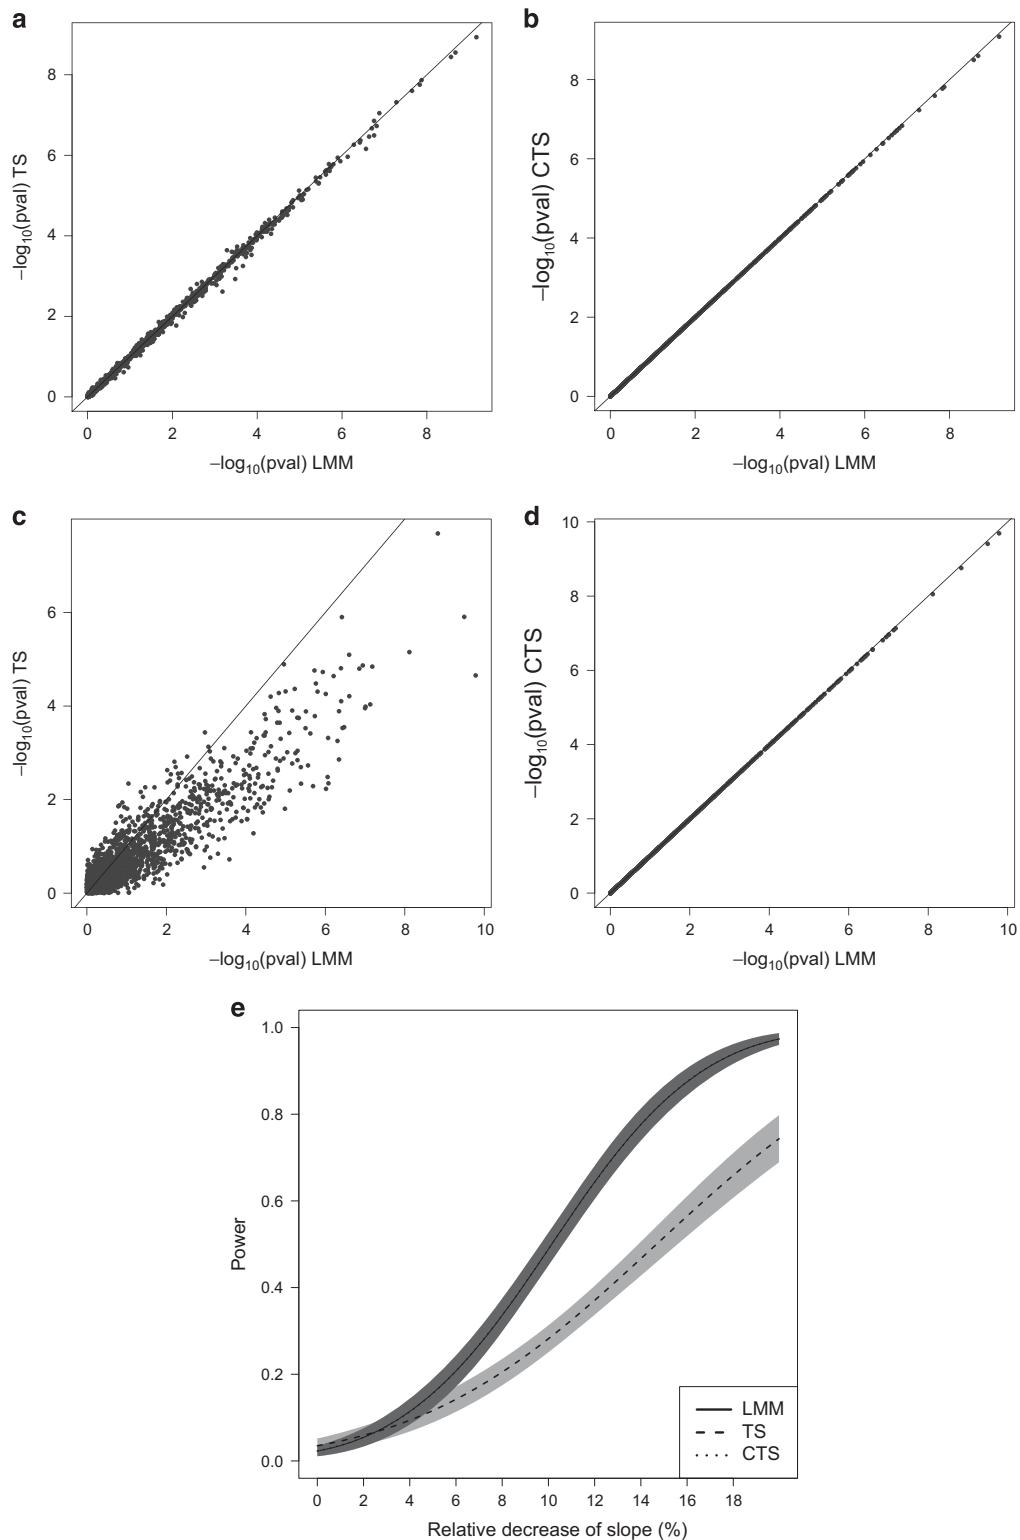 a
8
6
4
2
0
–log10(pval) TS
0 2 4 6 8
–log10(pval) LMM
b
8
6
4
2
0
–log10(pval) CTS
0 2 4 6 8
–log10(pval) LMM
c
6
4
2
0
–log10(pval) TS
0 2 4 6 8 10
–log10(pval) LMM
d
10
8
6
4
2
0
–log10(pval) CTS
0 2 4 6 8 10
–log10(pval) LMM
e
1.0
0.8
0.6
0.4
0.2
0.0
Power
LMM
TS
CTS
0 2 4 6 8 10 12 14 16 18
Relative decrease of slope (%)